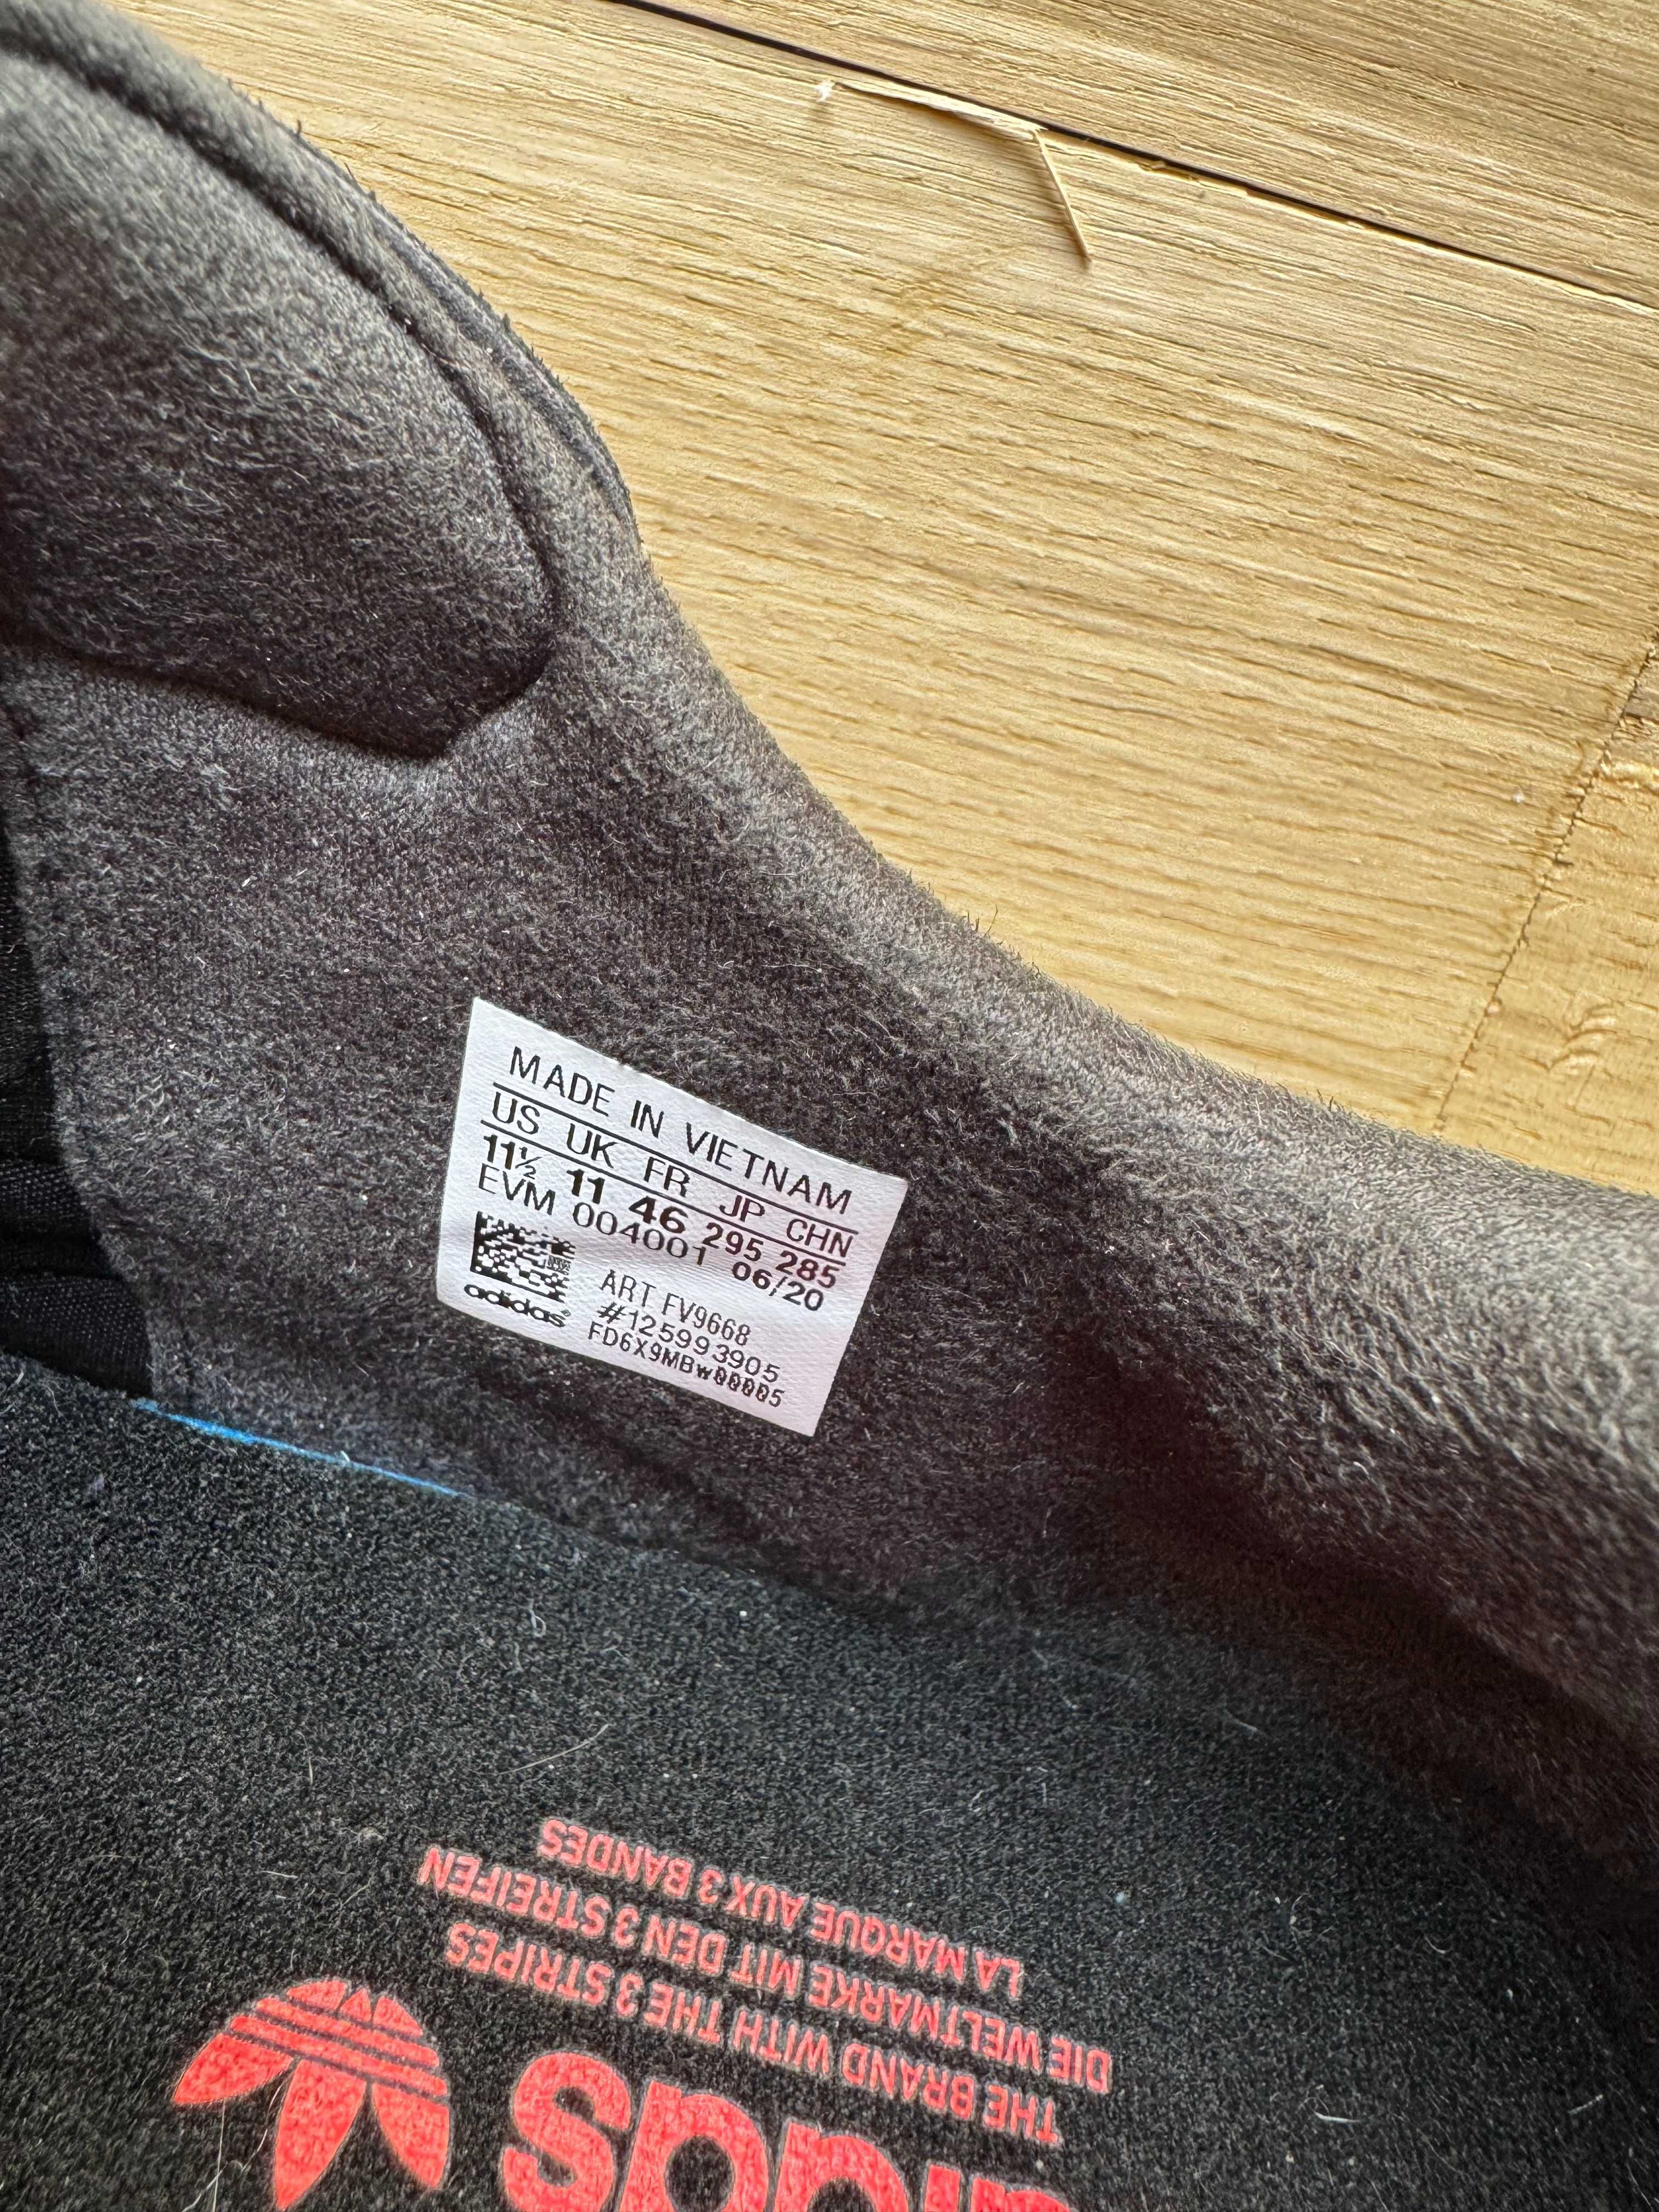 MADE IN VIETNAM
US UK FR JP CHN
11½ 11 46 295 285
EVM 004001 06/20
ART FV9668
#125993905
FD6X9MBw00005
adidas
LA MARQUE AUX 3 BANDES
DIE WELTMARKE MIT DEN 3 STREIFEN
THE BRAND WITH THE 3 STRIPES
adidas